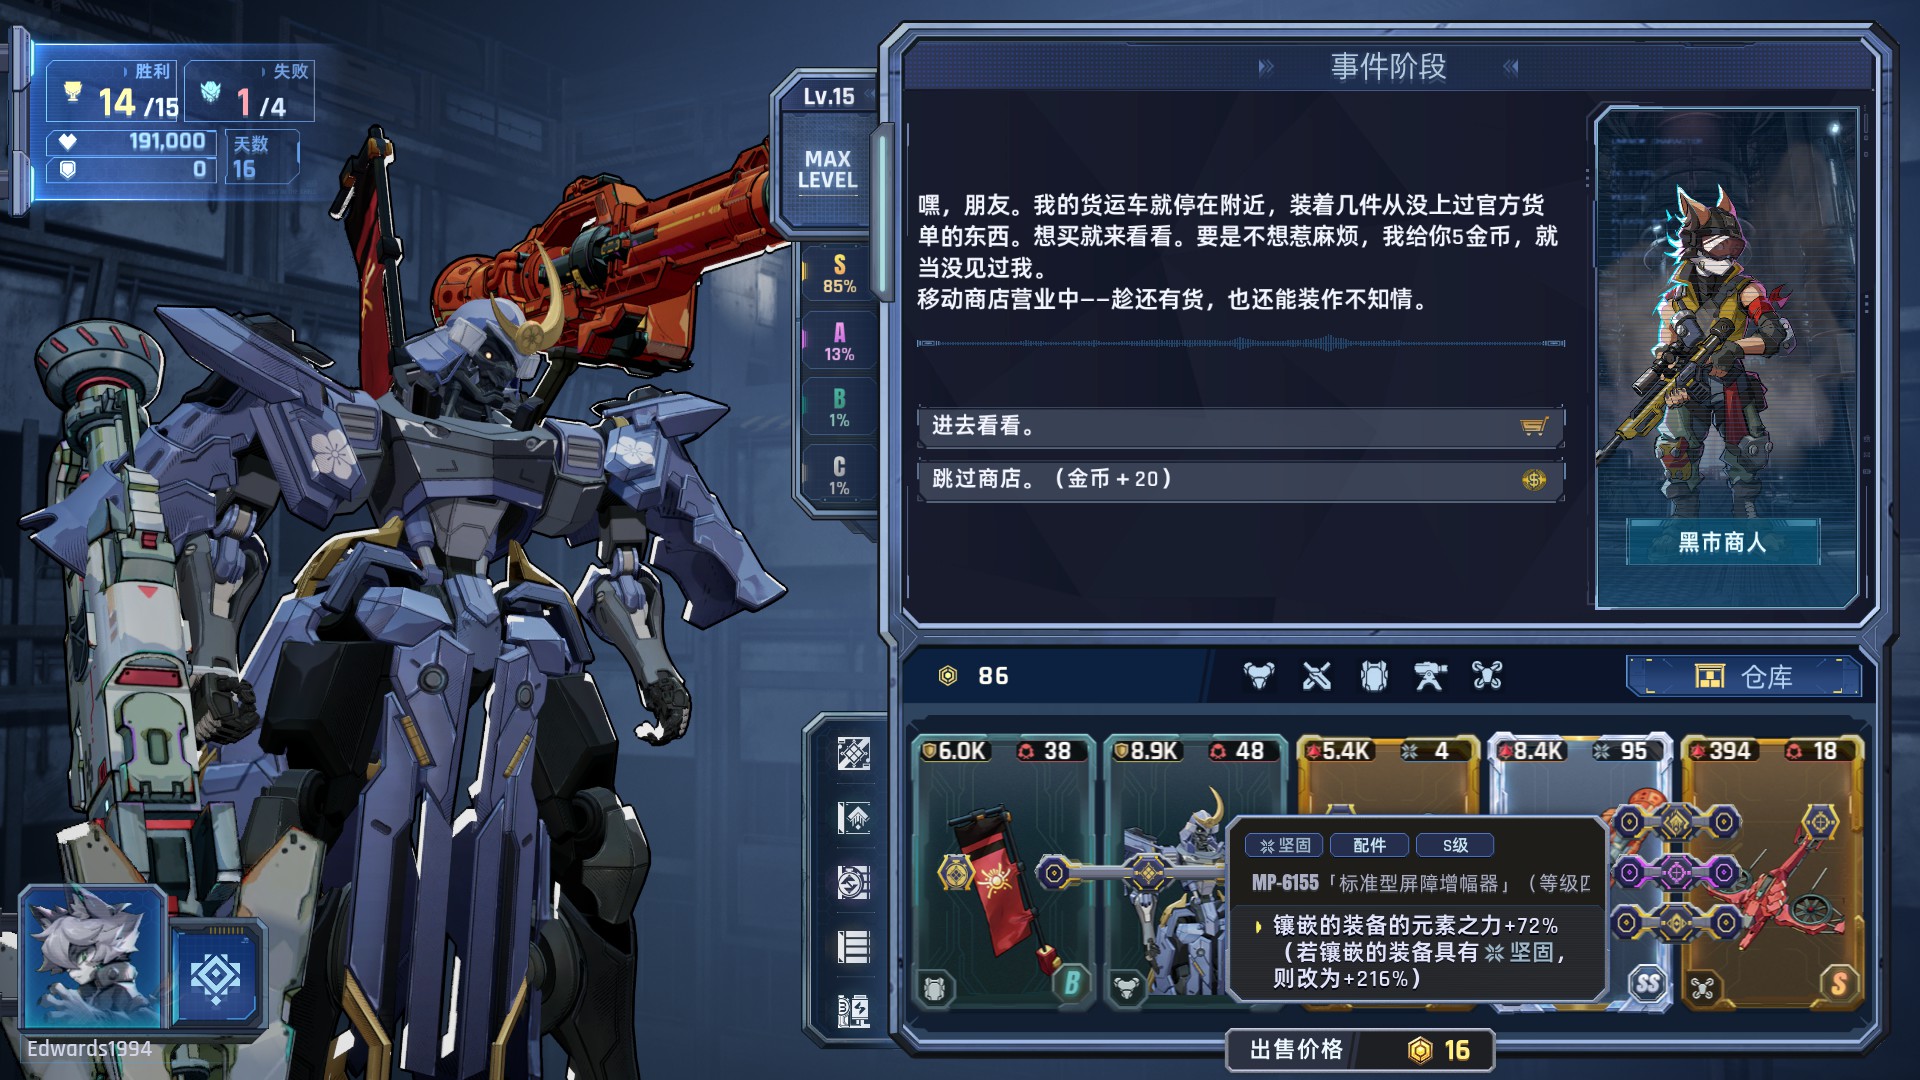 胜利
14 /15
失败
1 /4
191,000
0
天数
16
Lv.15
MAX
LEVEL
S
85%
A
13%
B
1%
C
1%
事件阶段
嘿，朋友。我的货运车就停在附近，装着几件从没上过官方货
单的东西。想买就来看看。要是不想惹麻烦，我给你5金币，就
当没见过我。
移动商店营业中——趁还有货，也还能装作不知情。
进去看看。
跳过商店。（金币+20）
黑市商人
86
仓库
6.0K
38
8.9K
48
5.4K
4
8.4K
95
394
18
坚固
配件
S级
MP-6155「标准型屏障增幅器」（等级
镶嵌的装备的元素之力+72%
（若镶嵌的装备具有坚固，
则改为+216%）
B
SS
S
出售价格
16
Edwards1994